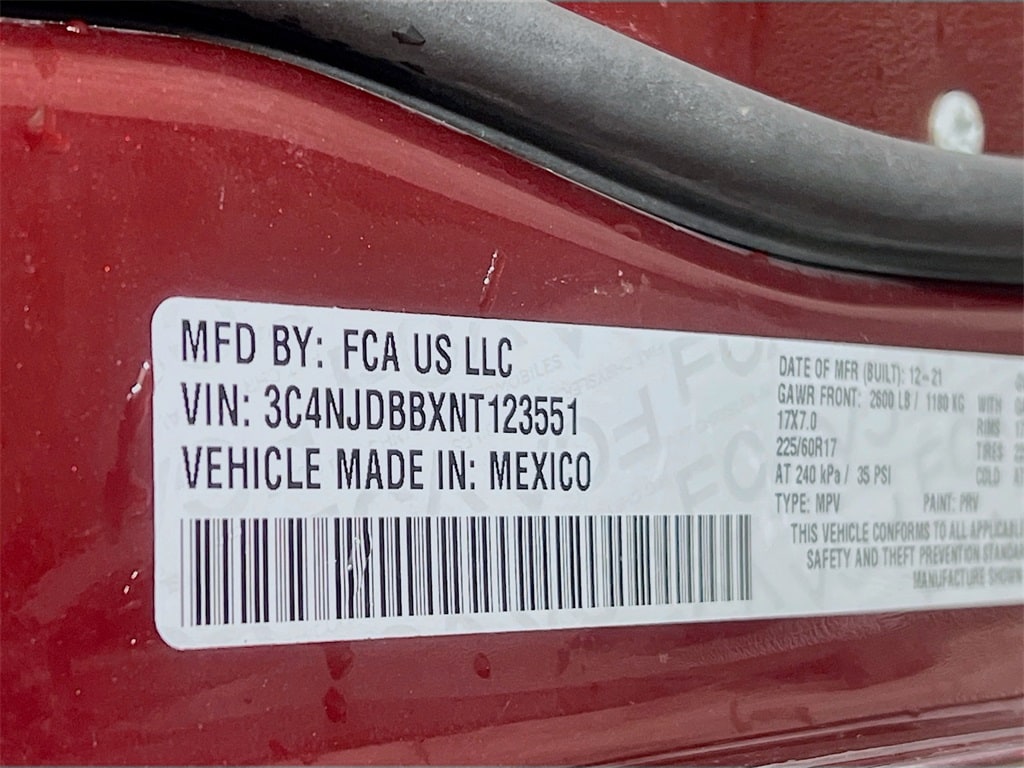 MFD BY: FCA US LLC
VIN: 3C4NJDBBXNT123551
VEHICLE MADE IN: MEXICO
DATE OF MFR (BUILT): 12-21
GAWR FRONT: 2600 LB / 1180 KG WITH
17X7.0 RIMS
225/60R17 TIRES
AT 240 kPa / 35 PSI COLD
TYPE: MPV PAINT: PRV
THIS VEHICLE CONFORMS TO ALL APPLICABLE
SAFETY AND THEFT PREVENTION STANDAR
MANUFACTURE SHOWN